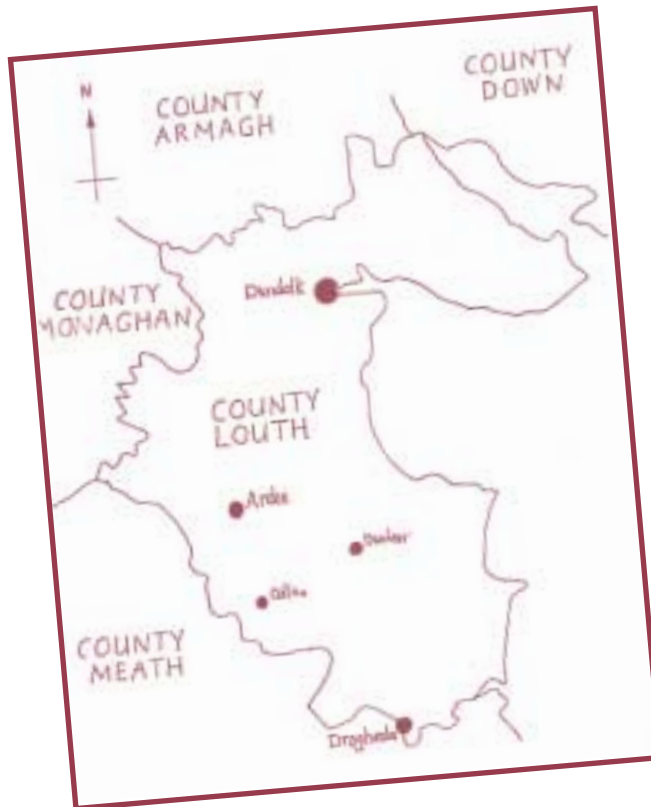 N
COUNTY
ARMAGH
COUNTY
DOWN
Dundalk
COUNTY
MONAGHAN
COUNTY
LOUTH
Ardee
COUNTY
MEATH
Drogheda